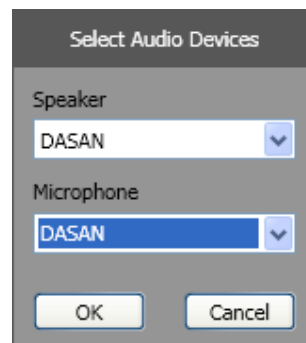 Select Audio Devices
Speaker
DASAN
Microphone
DASAN
OK Cancel